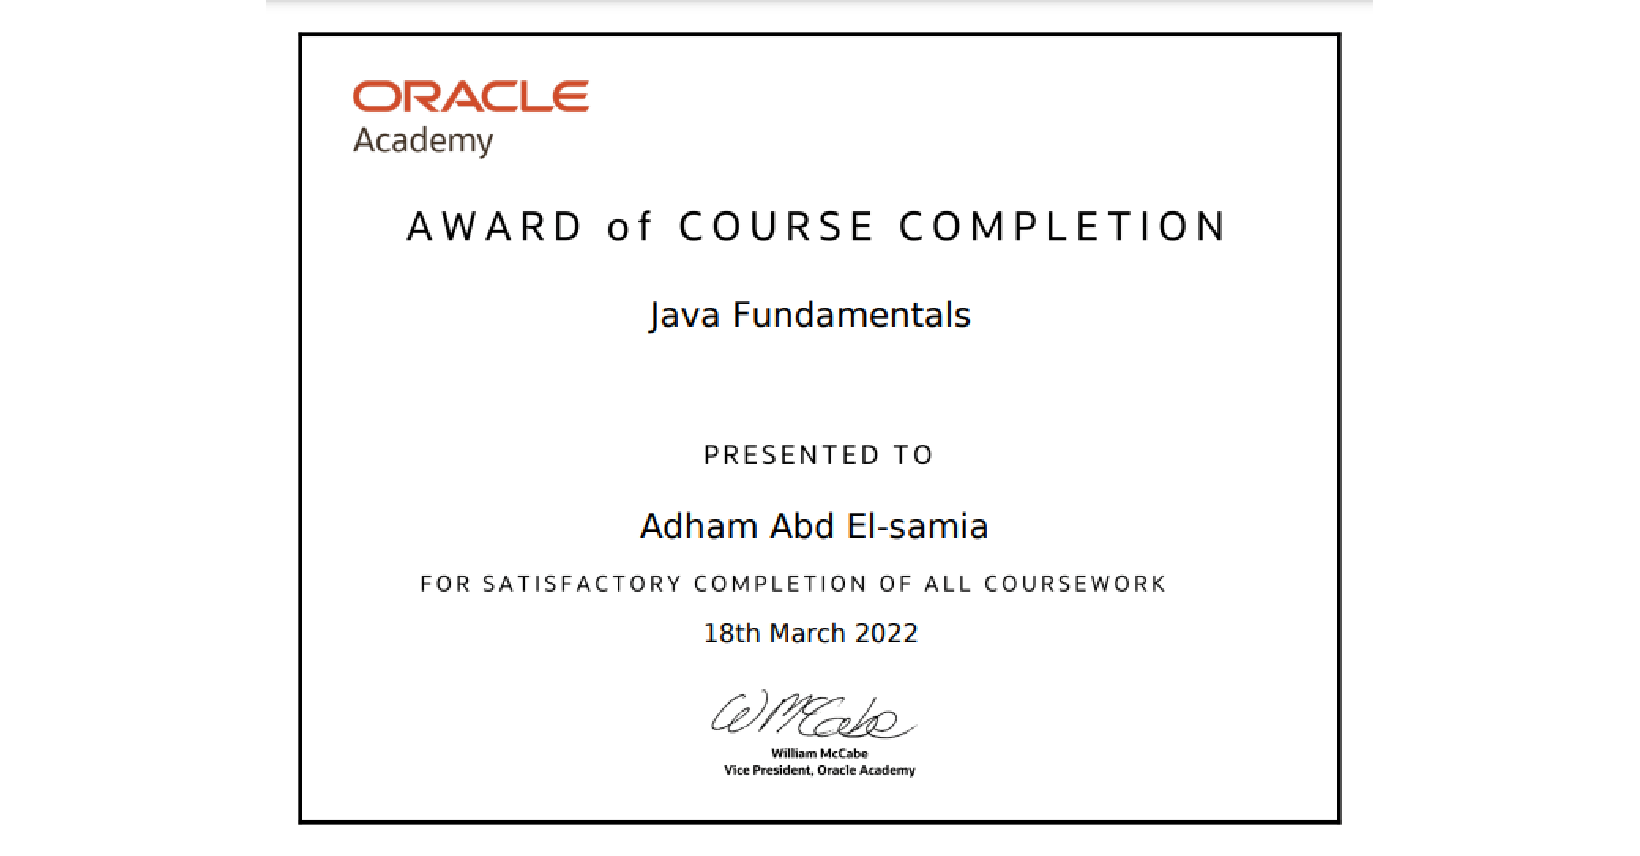 ORACLE
Academy
AWARD of COURSE COMPLETION
Java Fundamentals
PRESENTED TO
Adham Abd El-samia
FOR SATISFACTORY COMPLETION OF ALL COURSEWORK
18th March 2022
W McCabe
William McCabe
Vice President, Oracle Academy